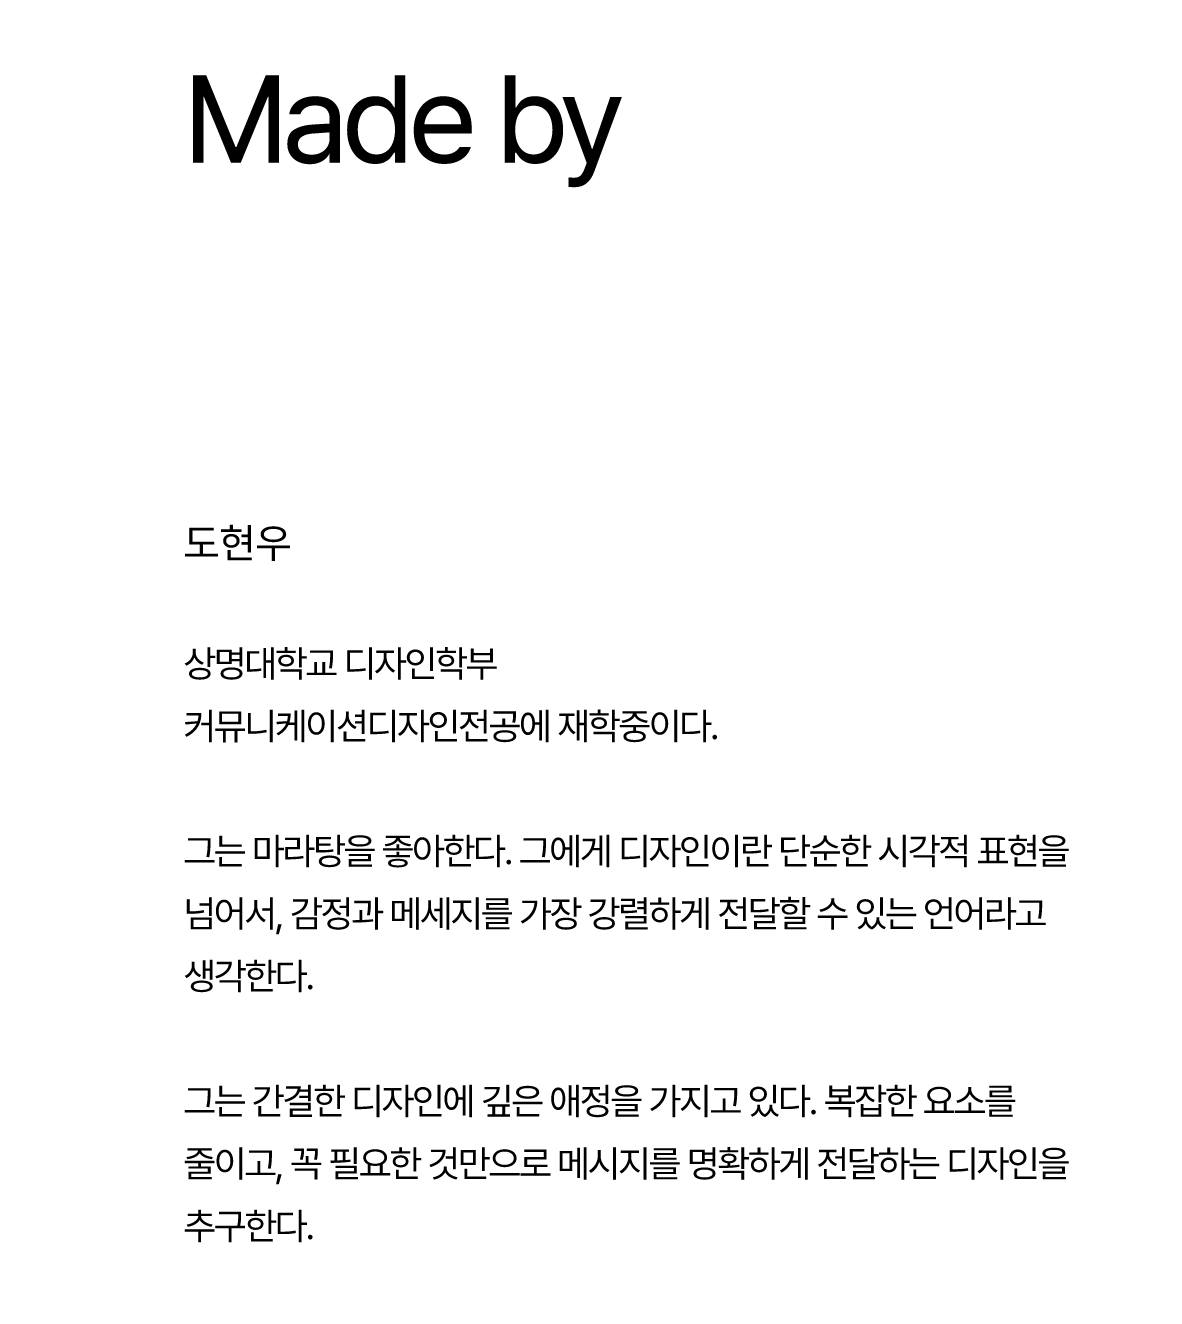 Made by
도현우
상명대학교 디자인학부
커뮤니케이션디자인전공에 재학중이다.
그는 마라탕을 좋아한다. 그에게 디자인이란 단순한 시각적 표현을
넘어서, 감정과 메세지를 가장 강렬하게 전달할 수 있는 언어라고
생각한다.
그는 간결한 디자인에 깊은 애정을 가지고 있다. 복잡한 요소를
줄이고, 꼭 필요한 것만으로 메시지를 명확하게 전달하는 디자인을
추구한다.